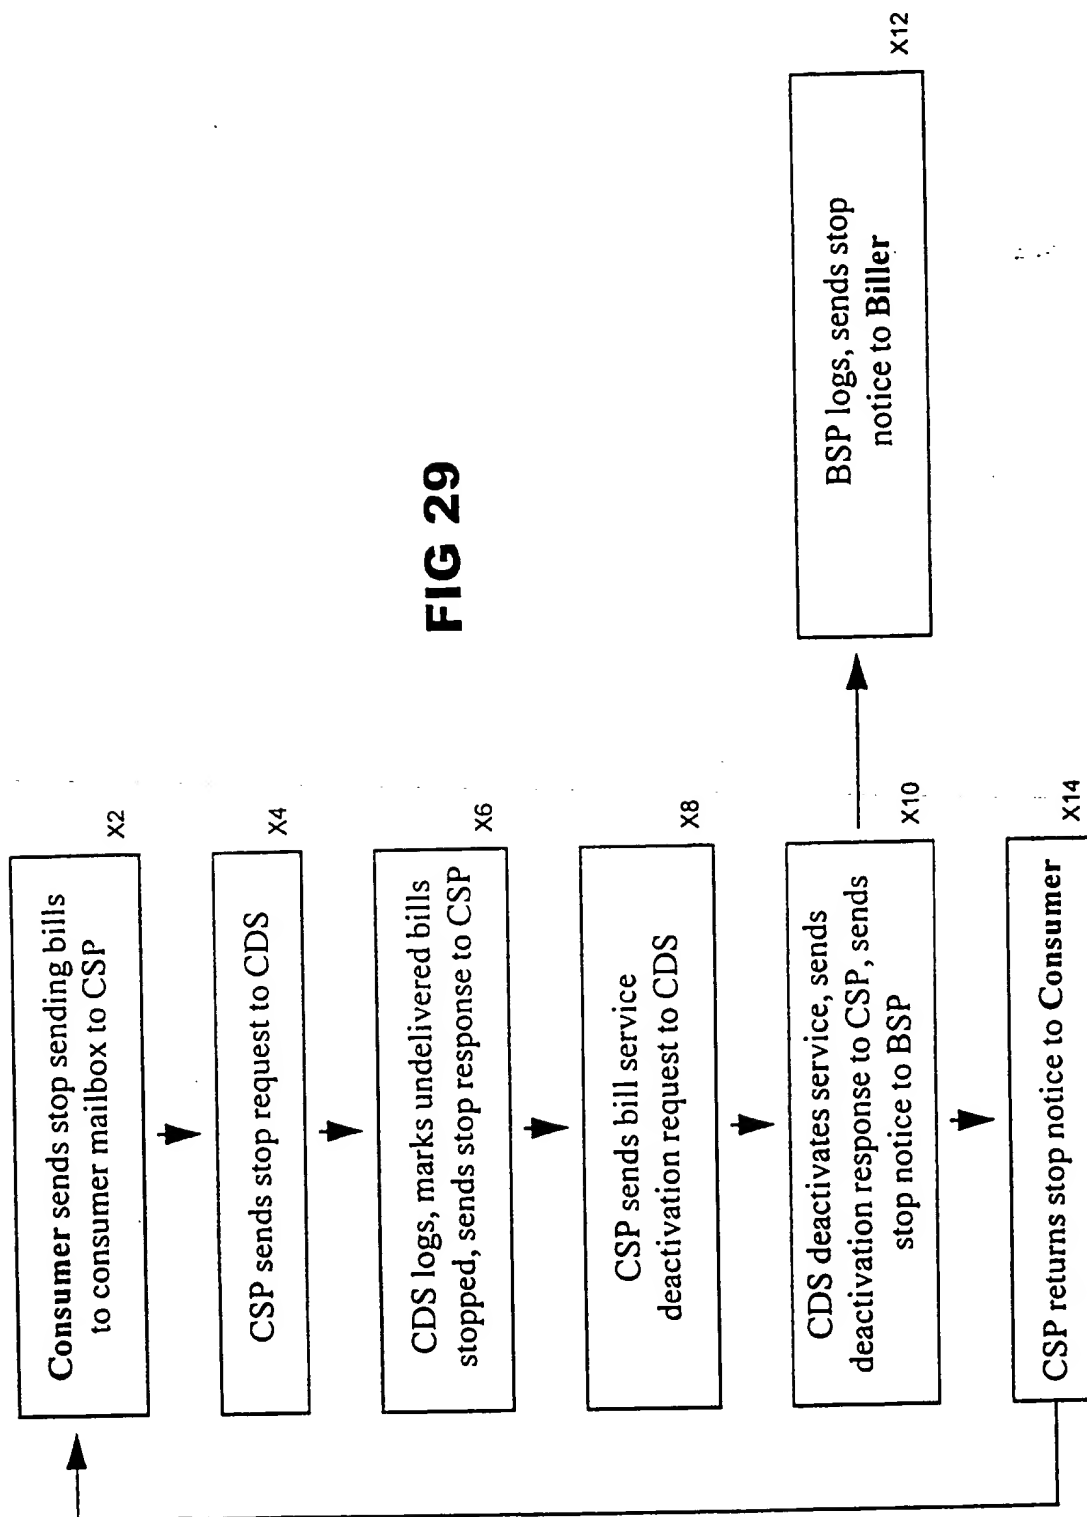 Consumer sends stop sending bills
to consumer mailbox to CSP
X2
CSP sends stop request to CDS
X4
CDS logs, marks undelivered bills
stopped, sends stop response to CSP
X6
CSP sends bill service
deactivation request to CDS
X8
CDS deactivates service, sends
deactivation response to CSP, sends
stop notice to BSP
X10
BSP logs, sends stop
notice to Biller
X12
CSP returns stop notice to Consumer
X14
FIG 29